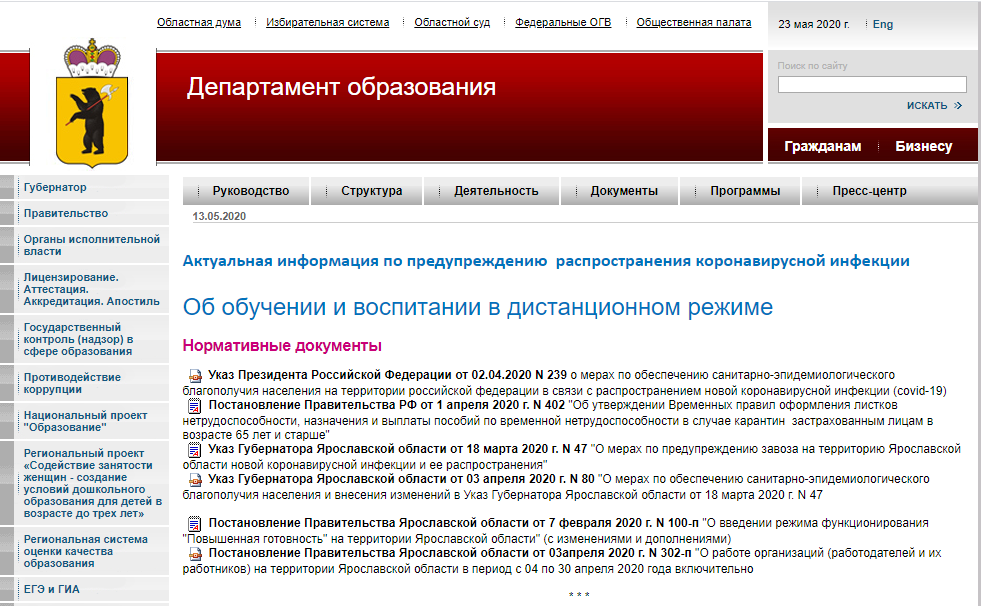 Областная дума Избирательная система Областной суд Федеральные ОГВ Общественная палата
23 мая 2020 г. Eng
Поиск по сайту
ИСКАТЬ
Департамент образования
Гражданам Бизнесу
Губернатор
Правительство
Органы исполнительной
власти
Лицензирование.
Аттестация.
Аккредитация. Апостиль
Государственный
контроль (надзор) в
сфере образования
Противодействие
коррупции
Национальный проект
"Образование"
Региональный проект
«Содействие занятости
женщин - создание
условий дошкольного
образования для детей в
возрасте до трех лет»
Региональная система
оценки качества
образования
ЕГЭ и ГИА
Руководство Структура Деятельность Документы Программы Пресс-центр
13.05.2020
Актуальная информация по предупреждению распространения коронавирусной инфекции
Об обучении и воспитании в дистанционном режиме
Нормативные документы
Указ Президента Российской Федерации от 02.04.2020 N 239 о мерах по обеспечению санитарно-эпидемиологического
благополучия населения на территории российской федерации в связи с распространением новой коронавирусной инфекции (covid-19)
Постановление Правительства РФ от 1 апреля 2020 г. N 402 "Об утверждении Временных правил оформления листков
нетрудоспособности, назначения и выплаты пособий по временной нетрудоспособности в случае карантин застрахованным лицам в
возрасте 65 лет и старше"
Указ Губернатора Ярославской области от 18 марта 2020 г. N 47 "О мерах по предупреждению завоза на территорию Ярославской
области новой коронавирусной инфекции и ее распространения"
Указ Губернатора Ярославской области от 03 апреля 2020 г. N 80 "О мерах по обеспечению санитарно-эпидемиологического
благополучия населения и внесения изменений в Указ Губернатора Ярославской области от 18 марта 2020 г. N 47
Постановление Правительства Ярославской области от 7 февраля 2020 г. N 100-п "О введении режима функционирования
"Повышенная готовность" на территории Ярославской области" (с изменениями и дополнениями)
Постановление Правительства Ярославской области от 03апреля 2020 г. N 302-п "О работе организаций (работодателей и их
работников) на территории Ярославской области в период с 04 по 30 апреля 2020 года включительно
* * *